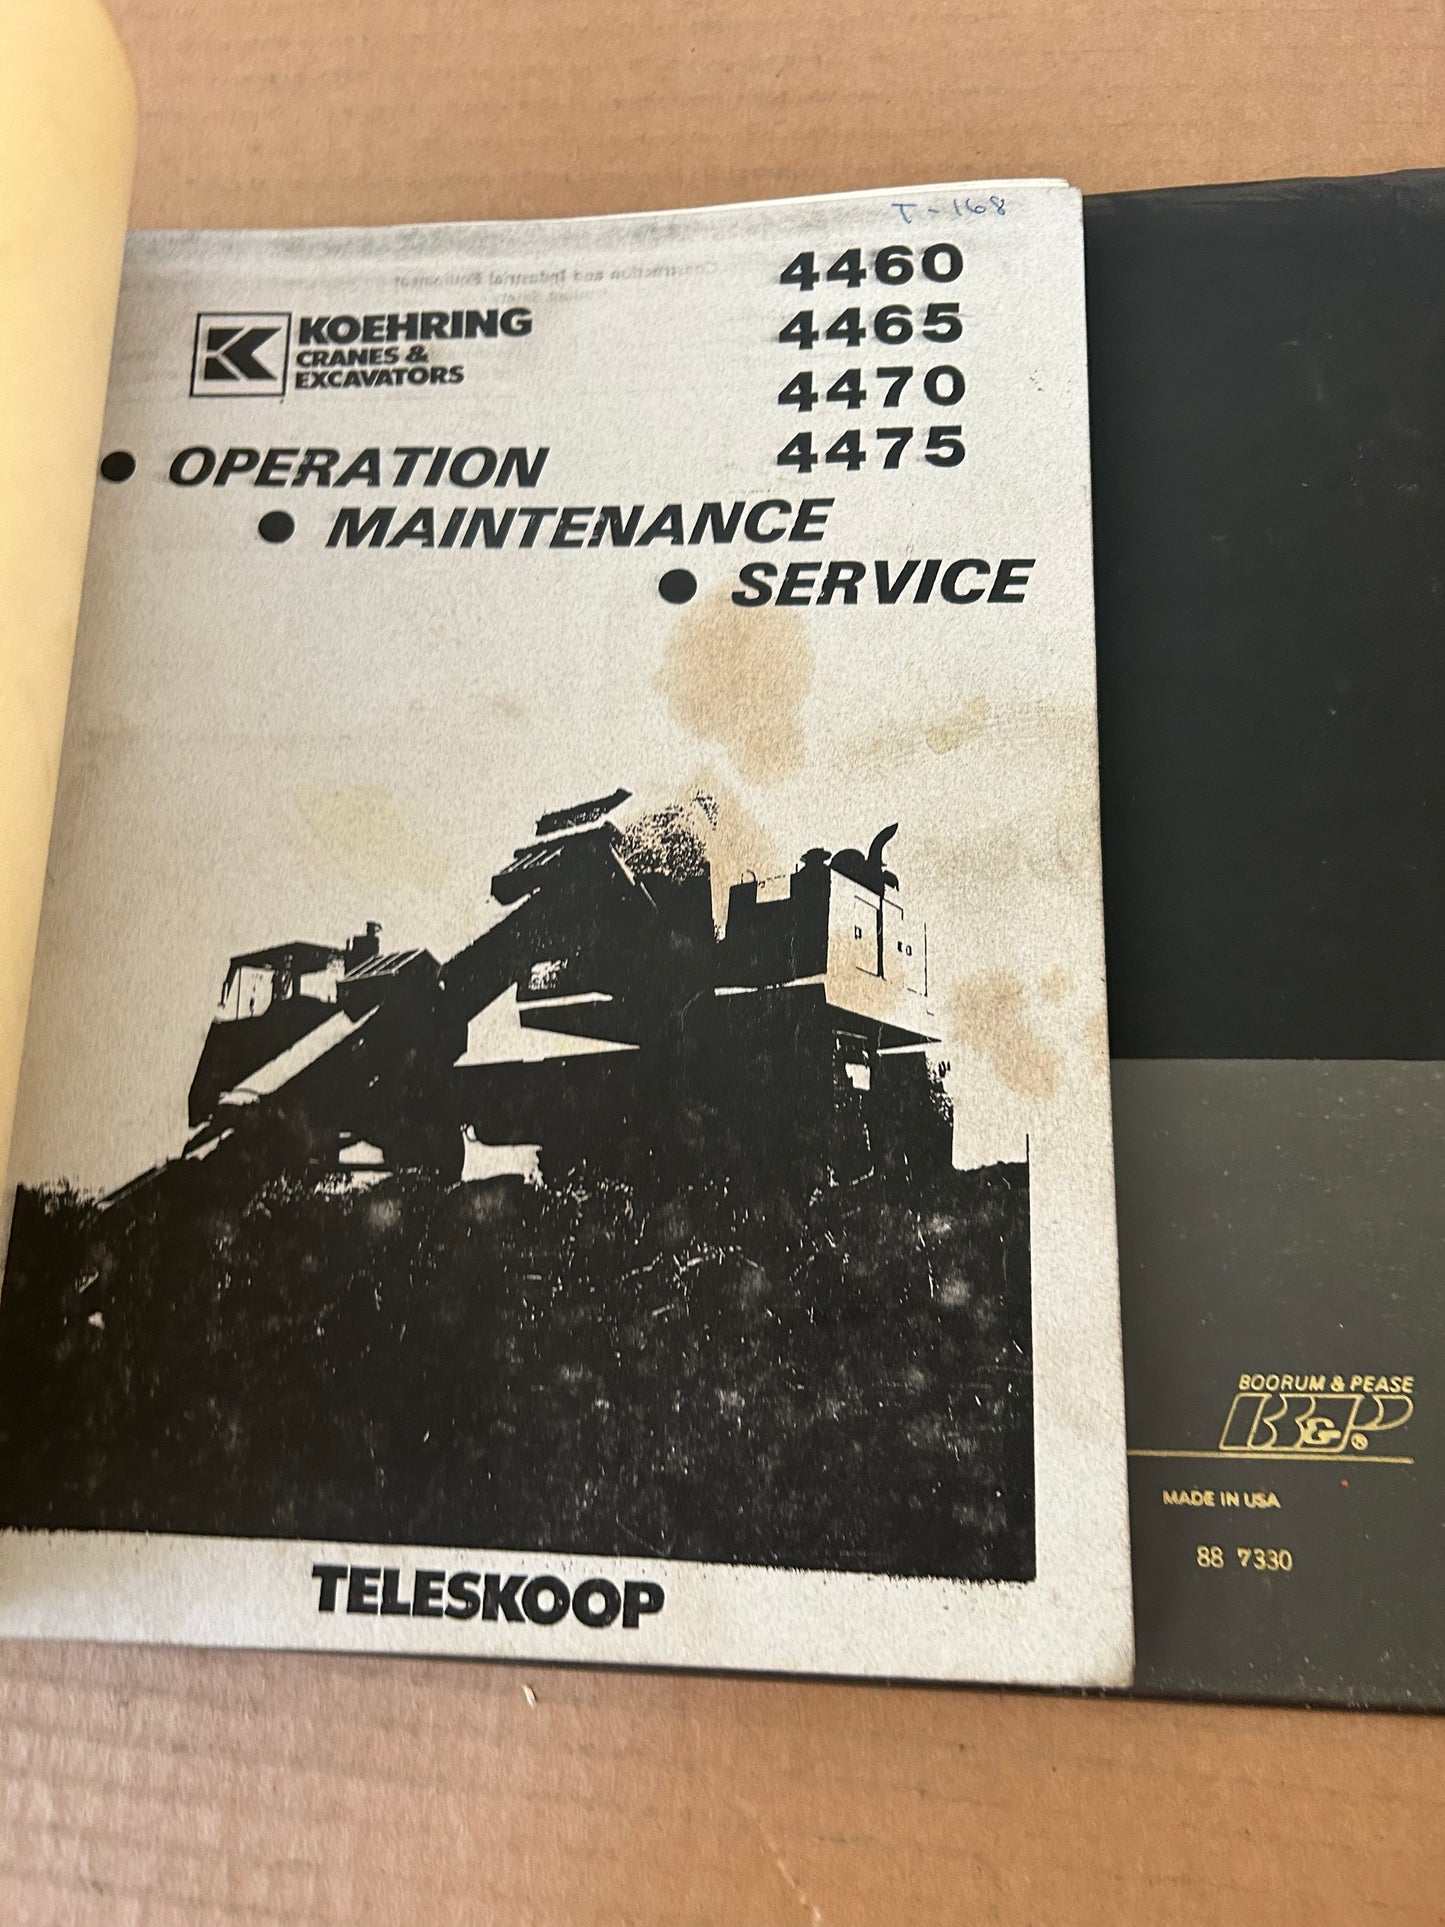 T-168
4460
4465
4470
4475
K
KOEHRING
CRANES &
EXCAVATORS
• OPERATION
• MAINTENANCE
• SERVICE
TELESKOOP
BOORUM & PEASE
B&P®
MADE IN USA
88 7330